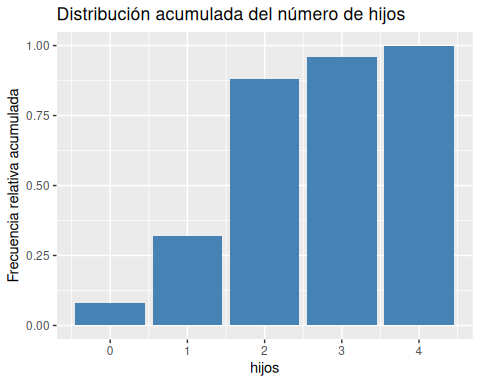 Distribución acumulada del número de hijos
Frecuencia relativa acumulada
1.00
0.75
0.50
0.25
0.00
0 1 2 3 4
hijos